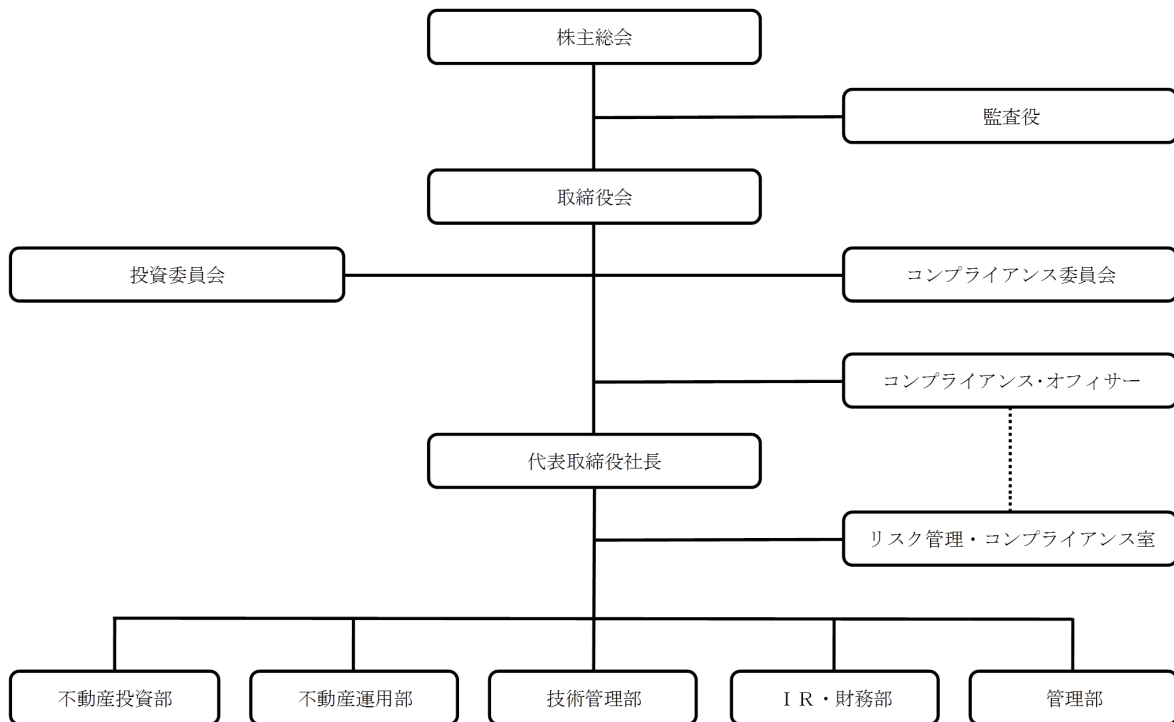 株主総会
監査役
取締役会
投資委員会
コンプライアンス委員会
コンプライアンス・オフィサー
代表取締役社長
リスク管理・コンプライアンス室
不動産投資部
不動産運用部
技術管理部
ＩＲ・財務部
管理部